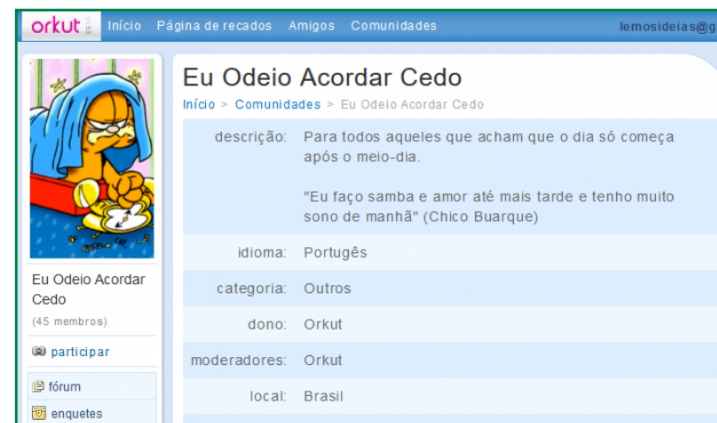 orkut BETA Início Página de recados Amigos Comunidades lemosideias@g
Eu Odeio Acordar Cedo
Início > Comunidades > Eu Odeio Acordar Cedo
descrição: Para todos aqueles que acham que o dia só começa
após o meio-dia.
"Eu faço samba e amor até mais tarde e tenho muito
sono de manhã" (Chico Buarque)
idioma: Portugês
categoria: Outros
dono: Orkut
moderadores: Orkut
local: Brasil
Eu Odeio Acordar
Cedo
(45 membros)
participar
fórum
enquetes